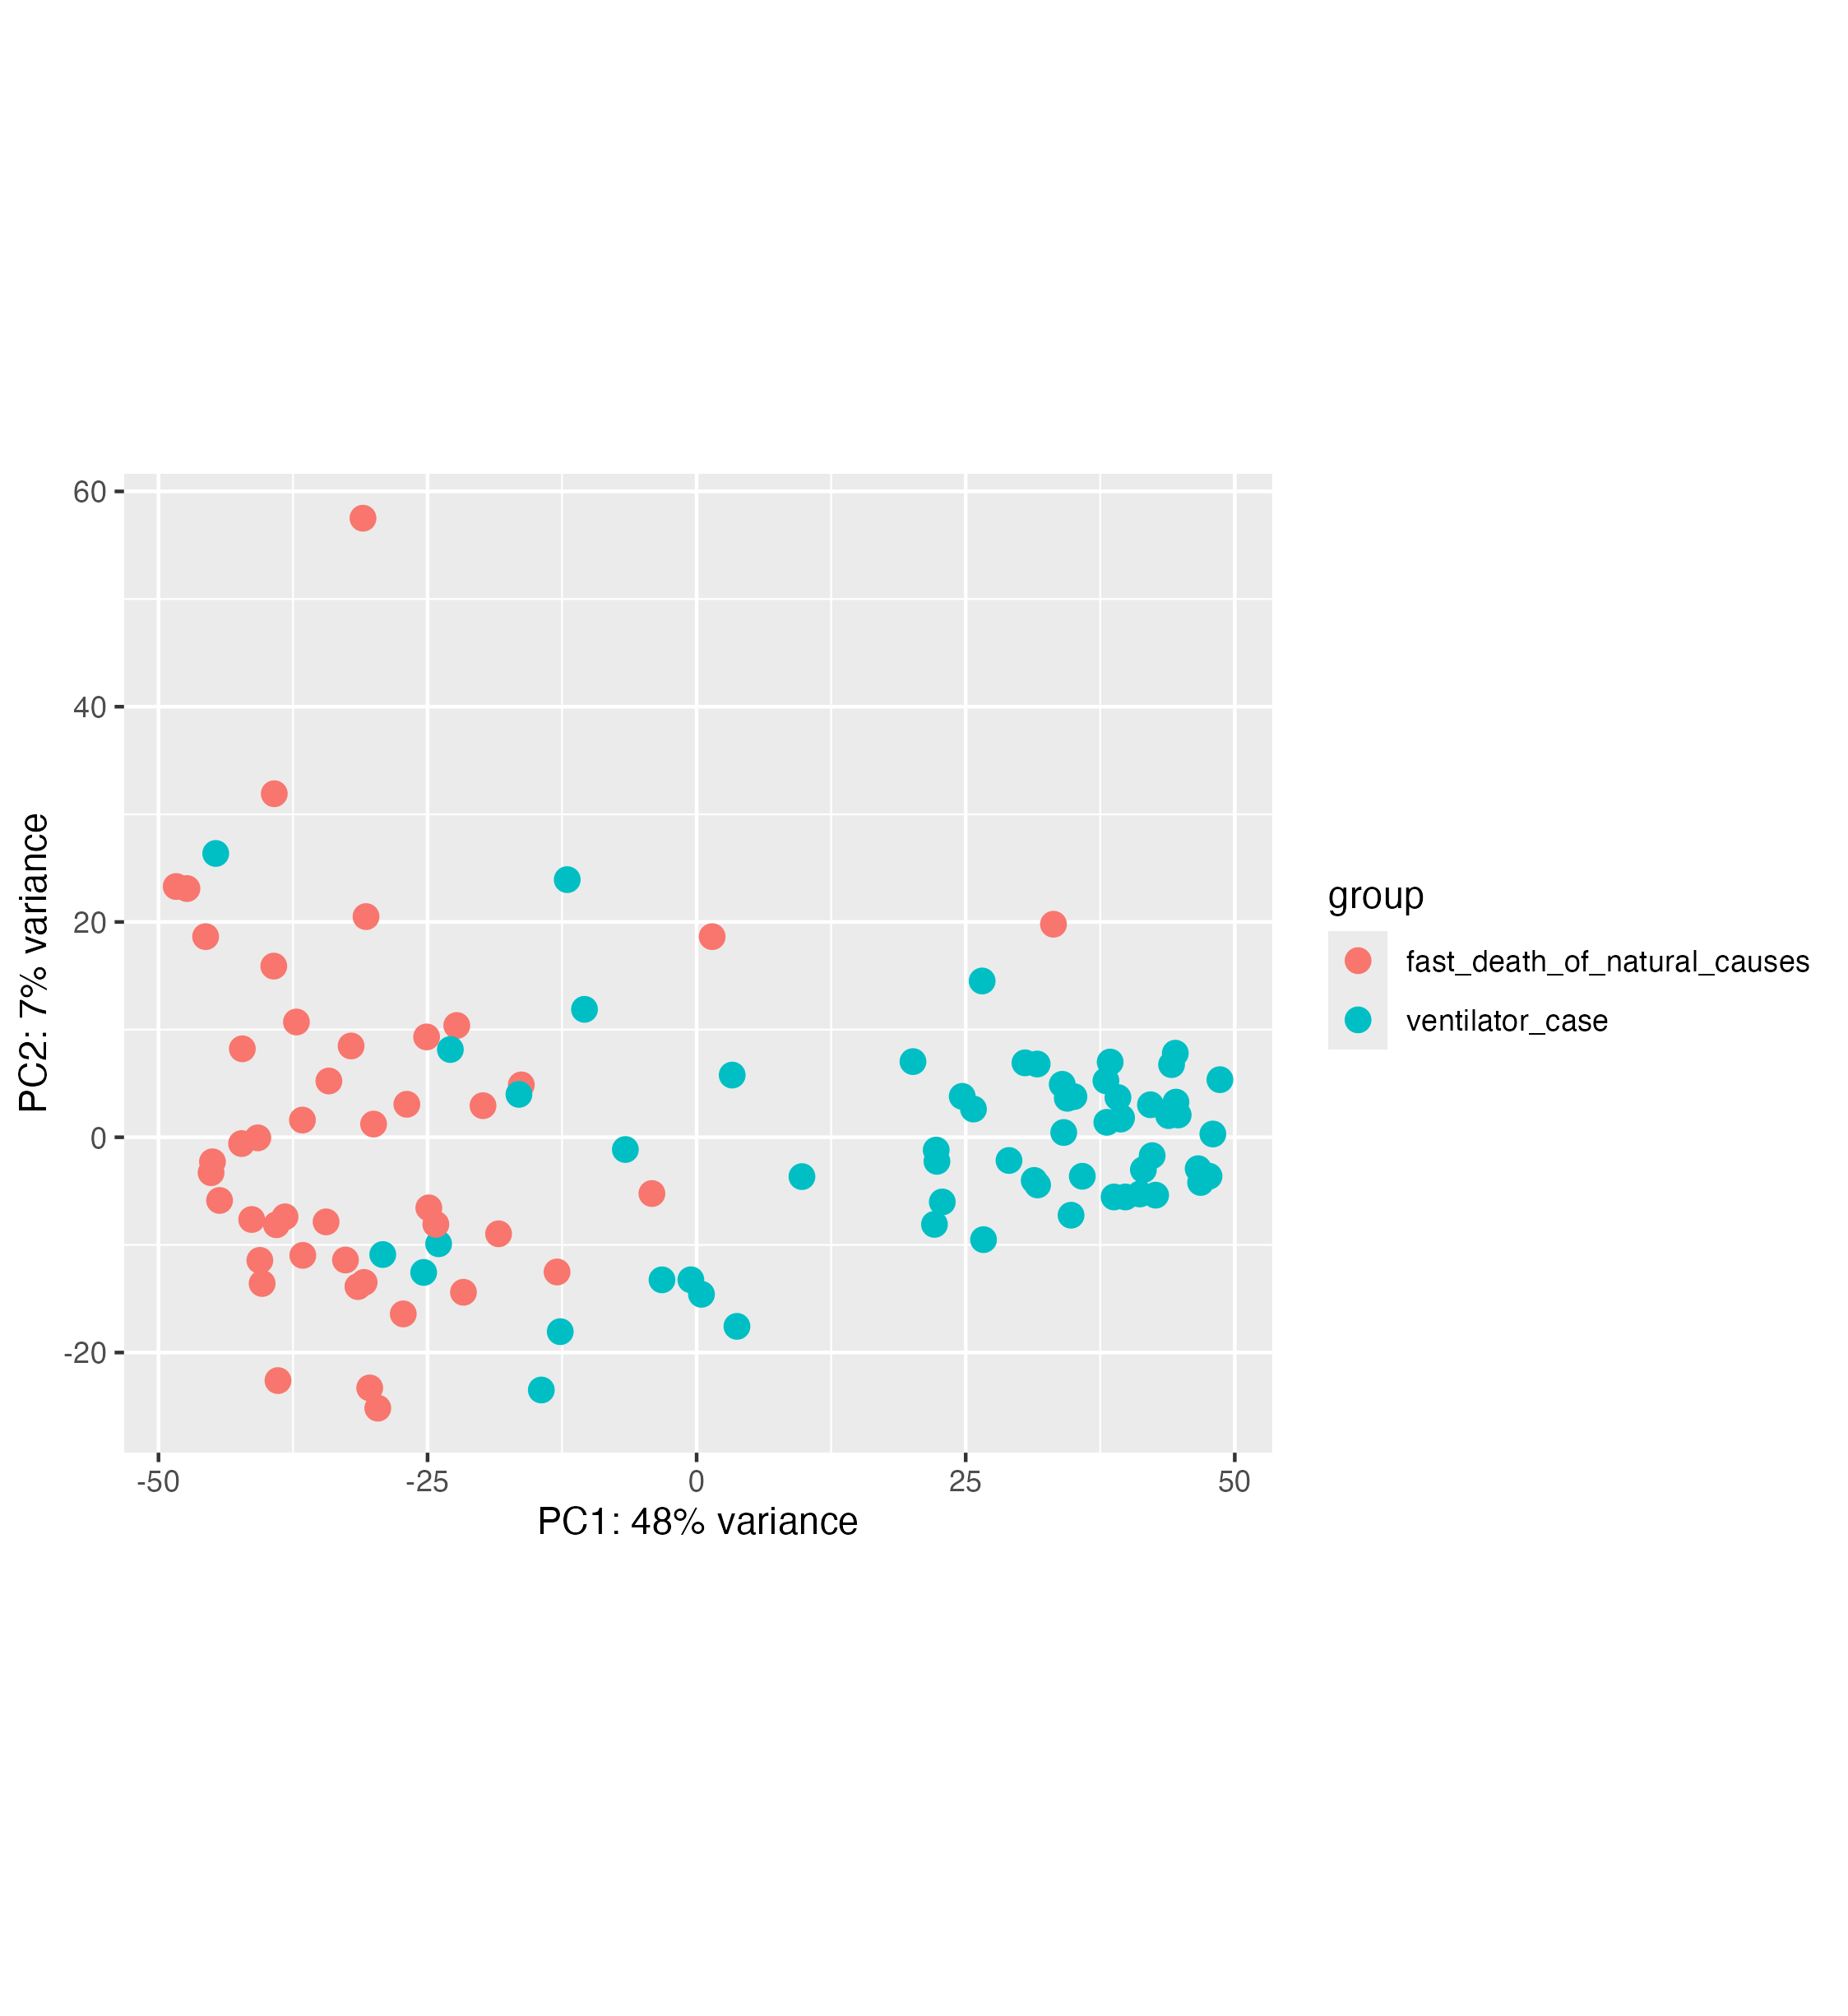 60
40
20
0
-20
-50
-25
0
25
50
PC1: 48% variance
PC2: 7% variance
group
fast_death_of_natural_causes
ventilator_case